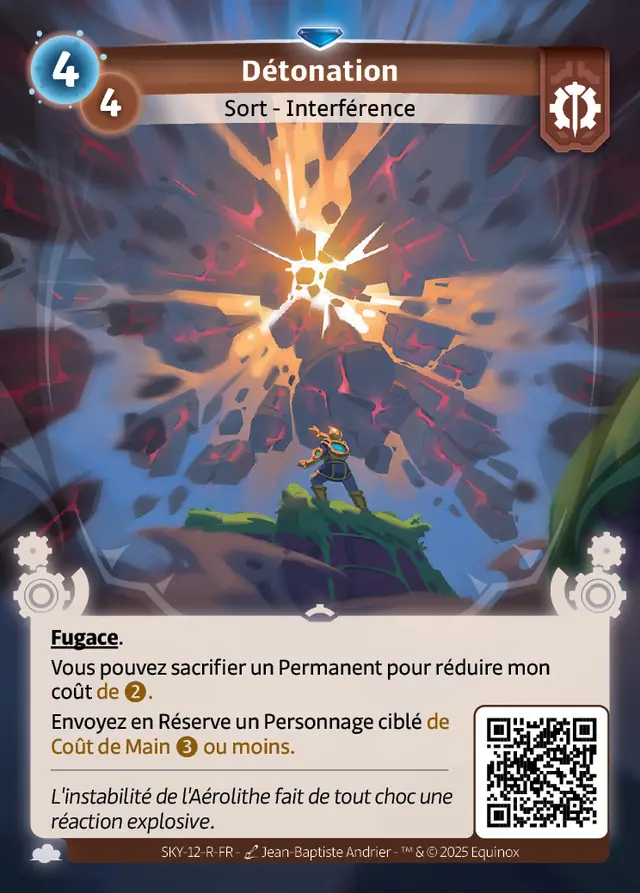 4
4
Détonation
Sort - Interférence
Fugace.
Vous pouvez sacrifier un Permanent pour réduire mon
coût de 2.
Envoyez en Réserve un Personnage ciblé de
Coût de Main 3 ou moins.
L'instabilité de l'Aérolithe fait de tout choc une
réaction explosive.
SKY-12-R-FR - Jean-Baptiste Andrier - ™ & © 2025 Equinox